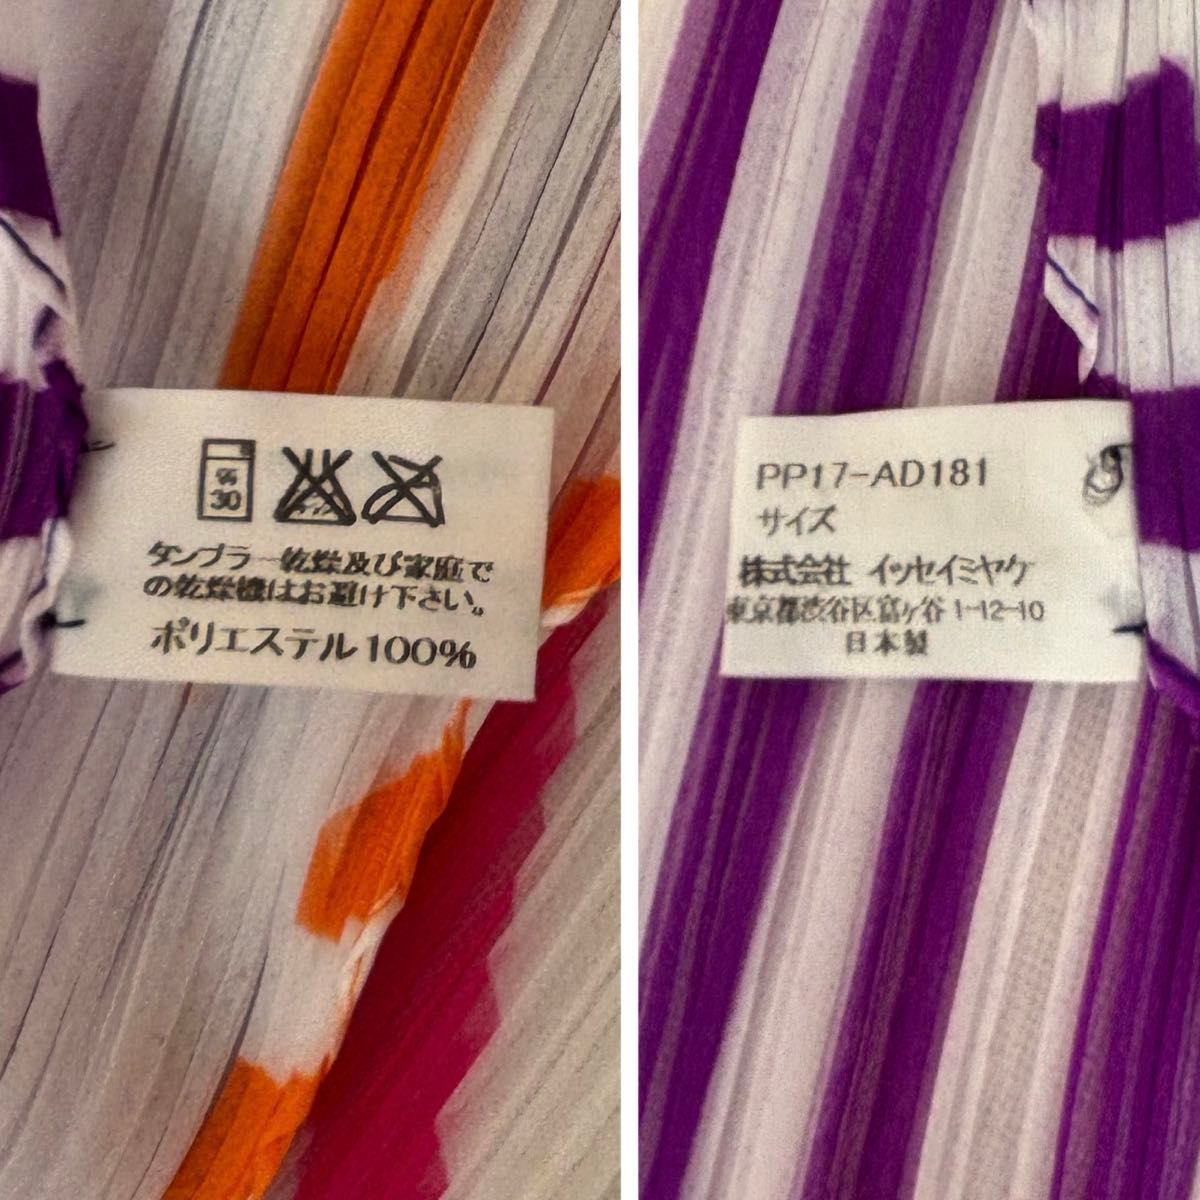 30
タンブラー乾燥及び家庭で
の乾燥機はお避け下さい。
ポリエステル100%
PP17-AD181
サイズ
株式会社 イッセイミヤケ
東京都渋谷区富ヶ谷1-12-10
日本製